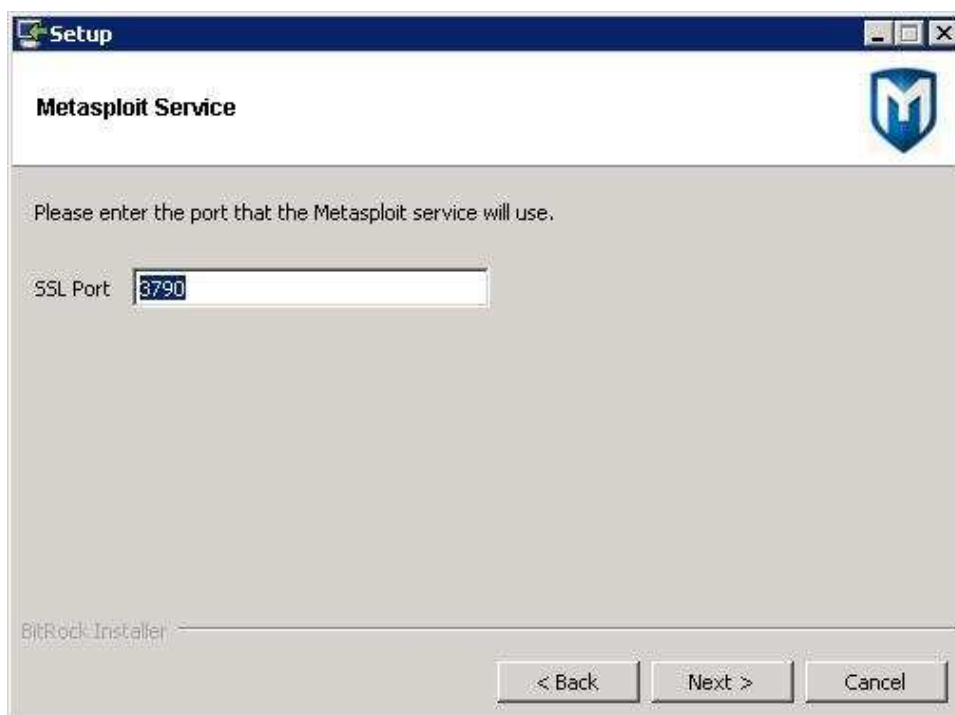 Setup
Metasploit Service
Please enter the port that the Metasploit service will use.
SSL Port 3790
BitRock Installer
< Back Next > Cancel